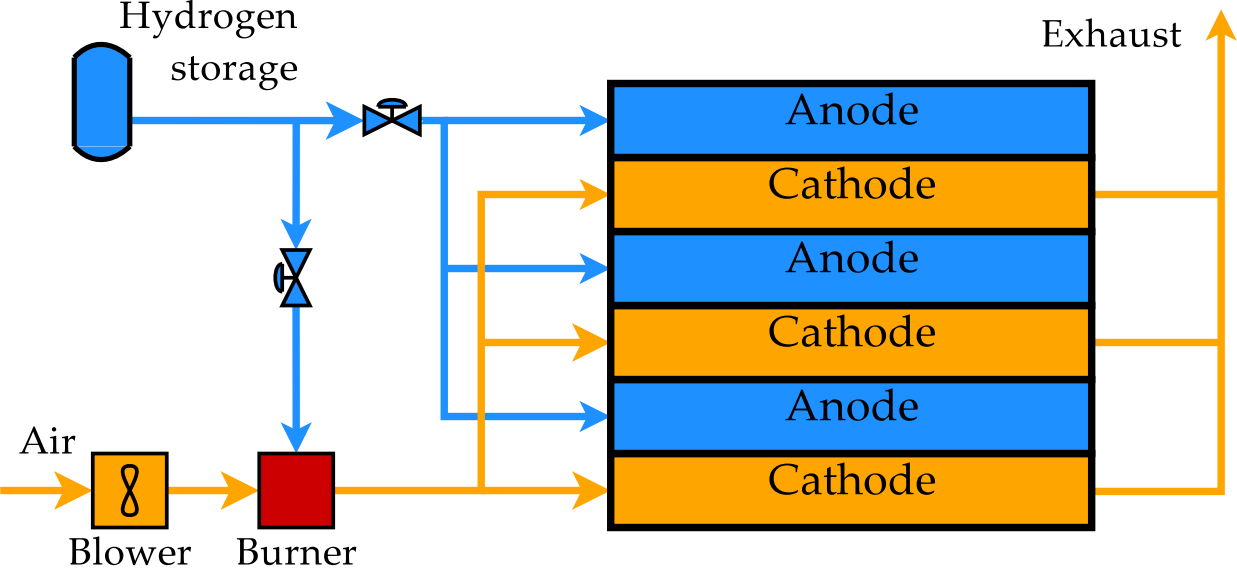 Hydrogen
storage
Exhaust
Anode
Cathode
Anode
Cathode
Anode
Cathode
Air
Blower
Burner